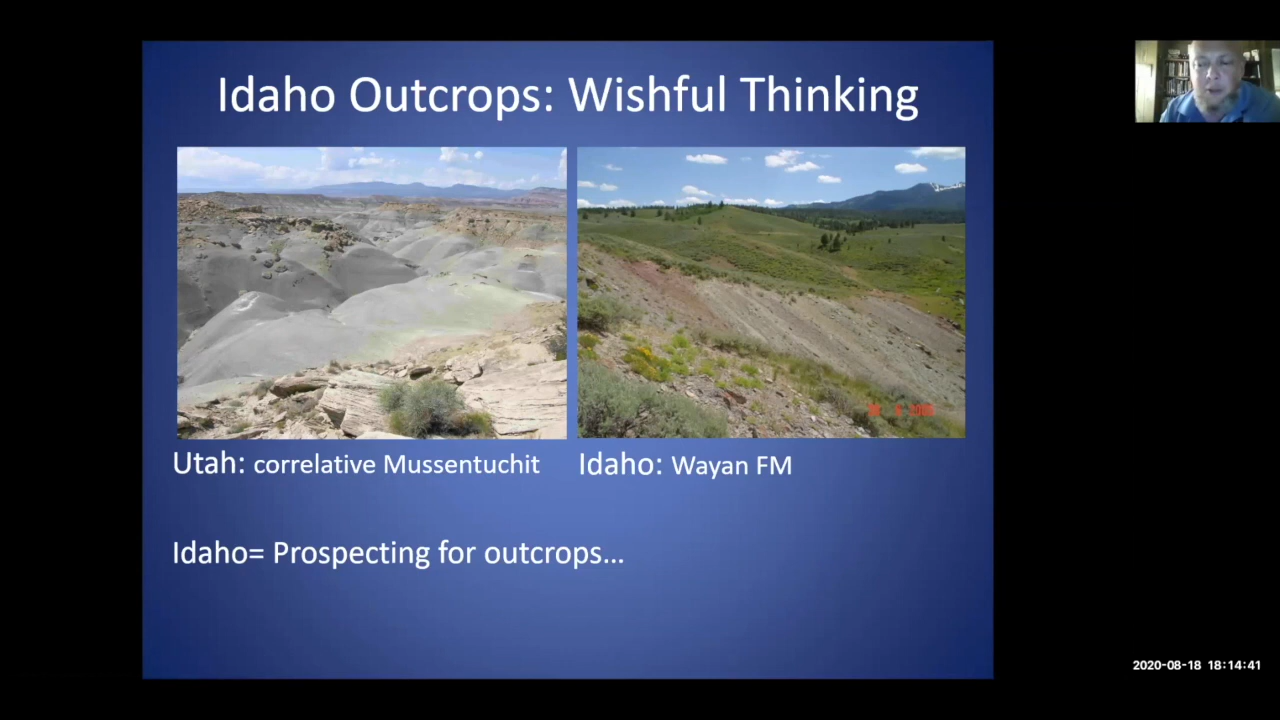 Idaho Outcrops: Wishful Thinking
Utah: correlative Mussentuchit
Idaho: Wayan FM
Idaho= Prospecting for outcrops...
2020-08-18 18:14:41